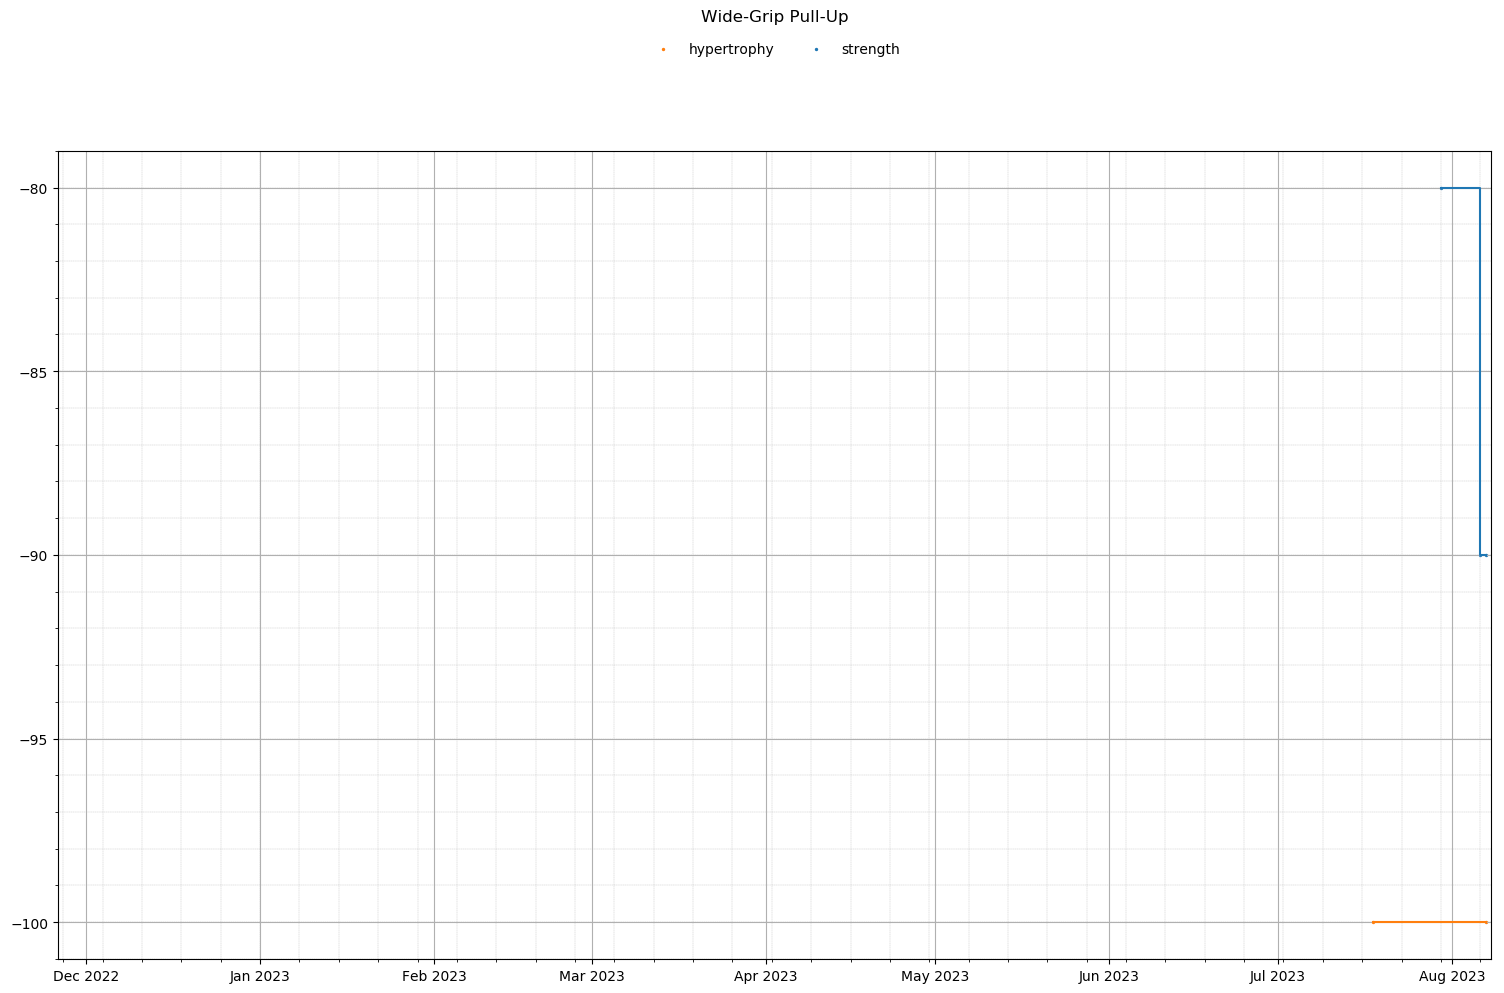 Wide-Grip Pull-Up
hypertrophy strength
−80
−85
−90
−95
−100
Dec 2022 Jan 2023 Feb 2023 Mar 2023 Apr 2023 May 2023 Jun 2023 Jul 2023 Aug 2023